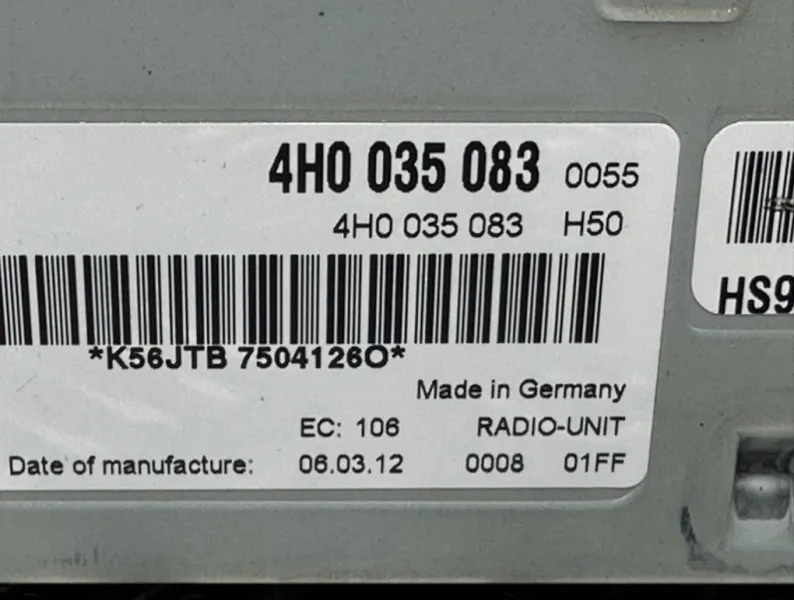 4H0 035 083 0055
4H0 035 083 H50
*K56JTB 7504126O*
Made in Germany
EC: 106 RADIO-UNIT
Date of manufacture: 06.03.12 0008 01FF
HS9